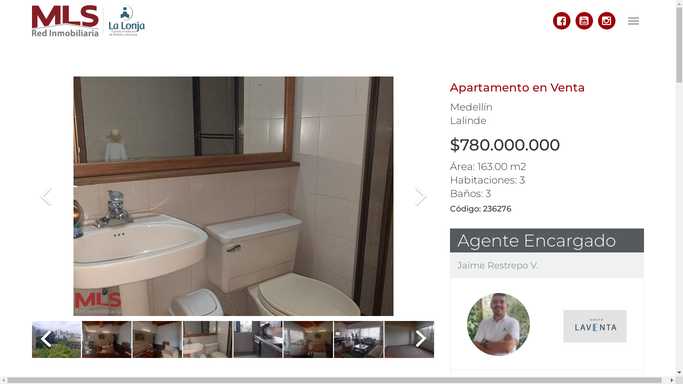 MLS
Red Inmobiliaria
La Lonja
Apartamento en Venta
Medellín
Lalinde
$780.000.000
Área: 163.00 m2
Habitaciones: 3
Baños: 3
Código: 236276
Agente Encargado
Jaime Restrepo V.
MLS
LAVENTA